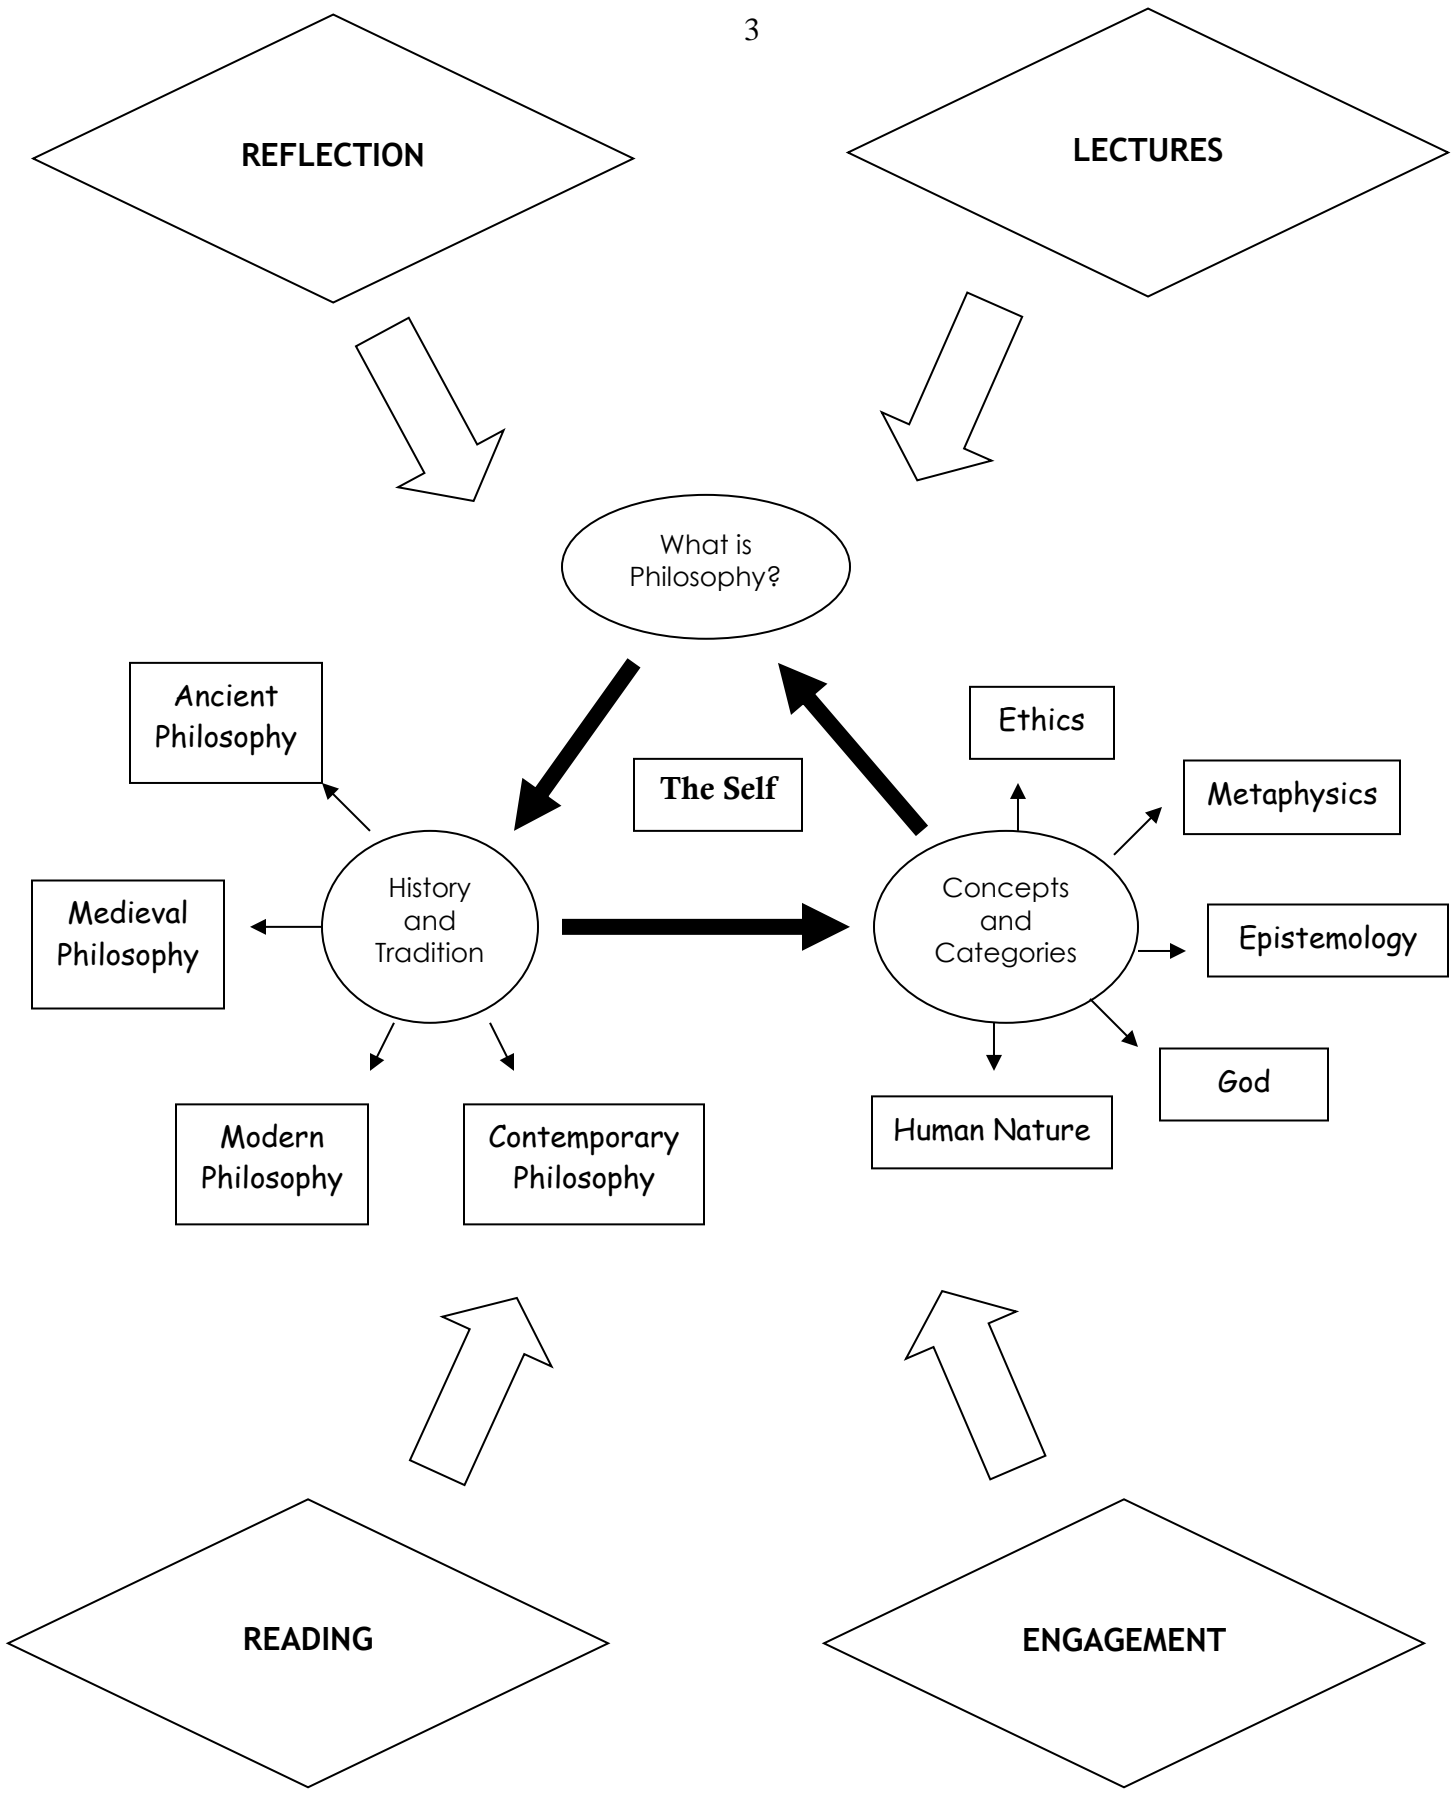 3
REFLECTION
LECTURES
What is
Philosophy?
Ancient
Philosophy
Ethics
The Self
Metaphysics
Medieval
Philosophy
History
and
Tradition
Concepts
and
Categories
Epistemology
God
Modern
Philosophy
Contemporary
Philosophy
Human Nature
READING
ENGAGEMENT